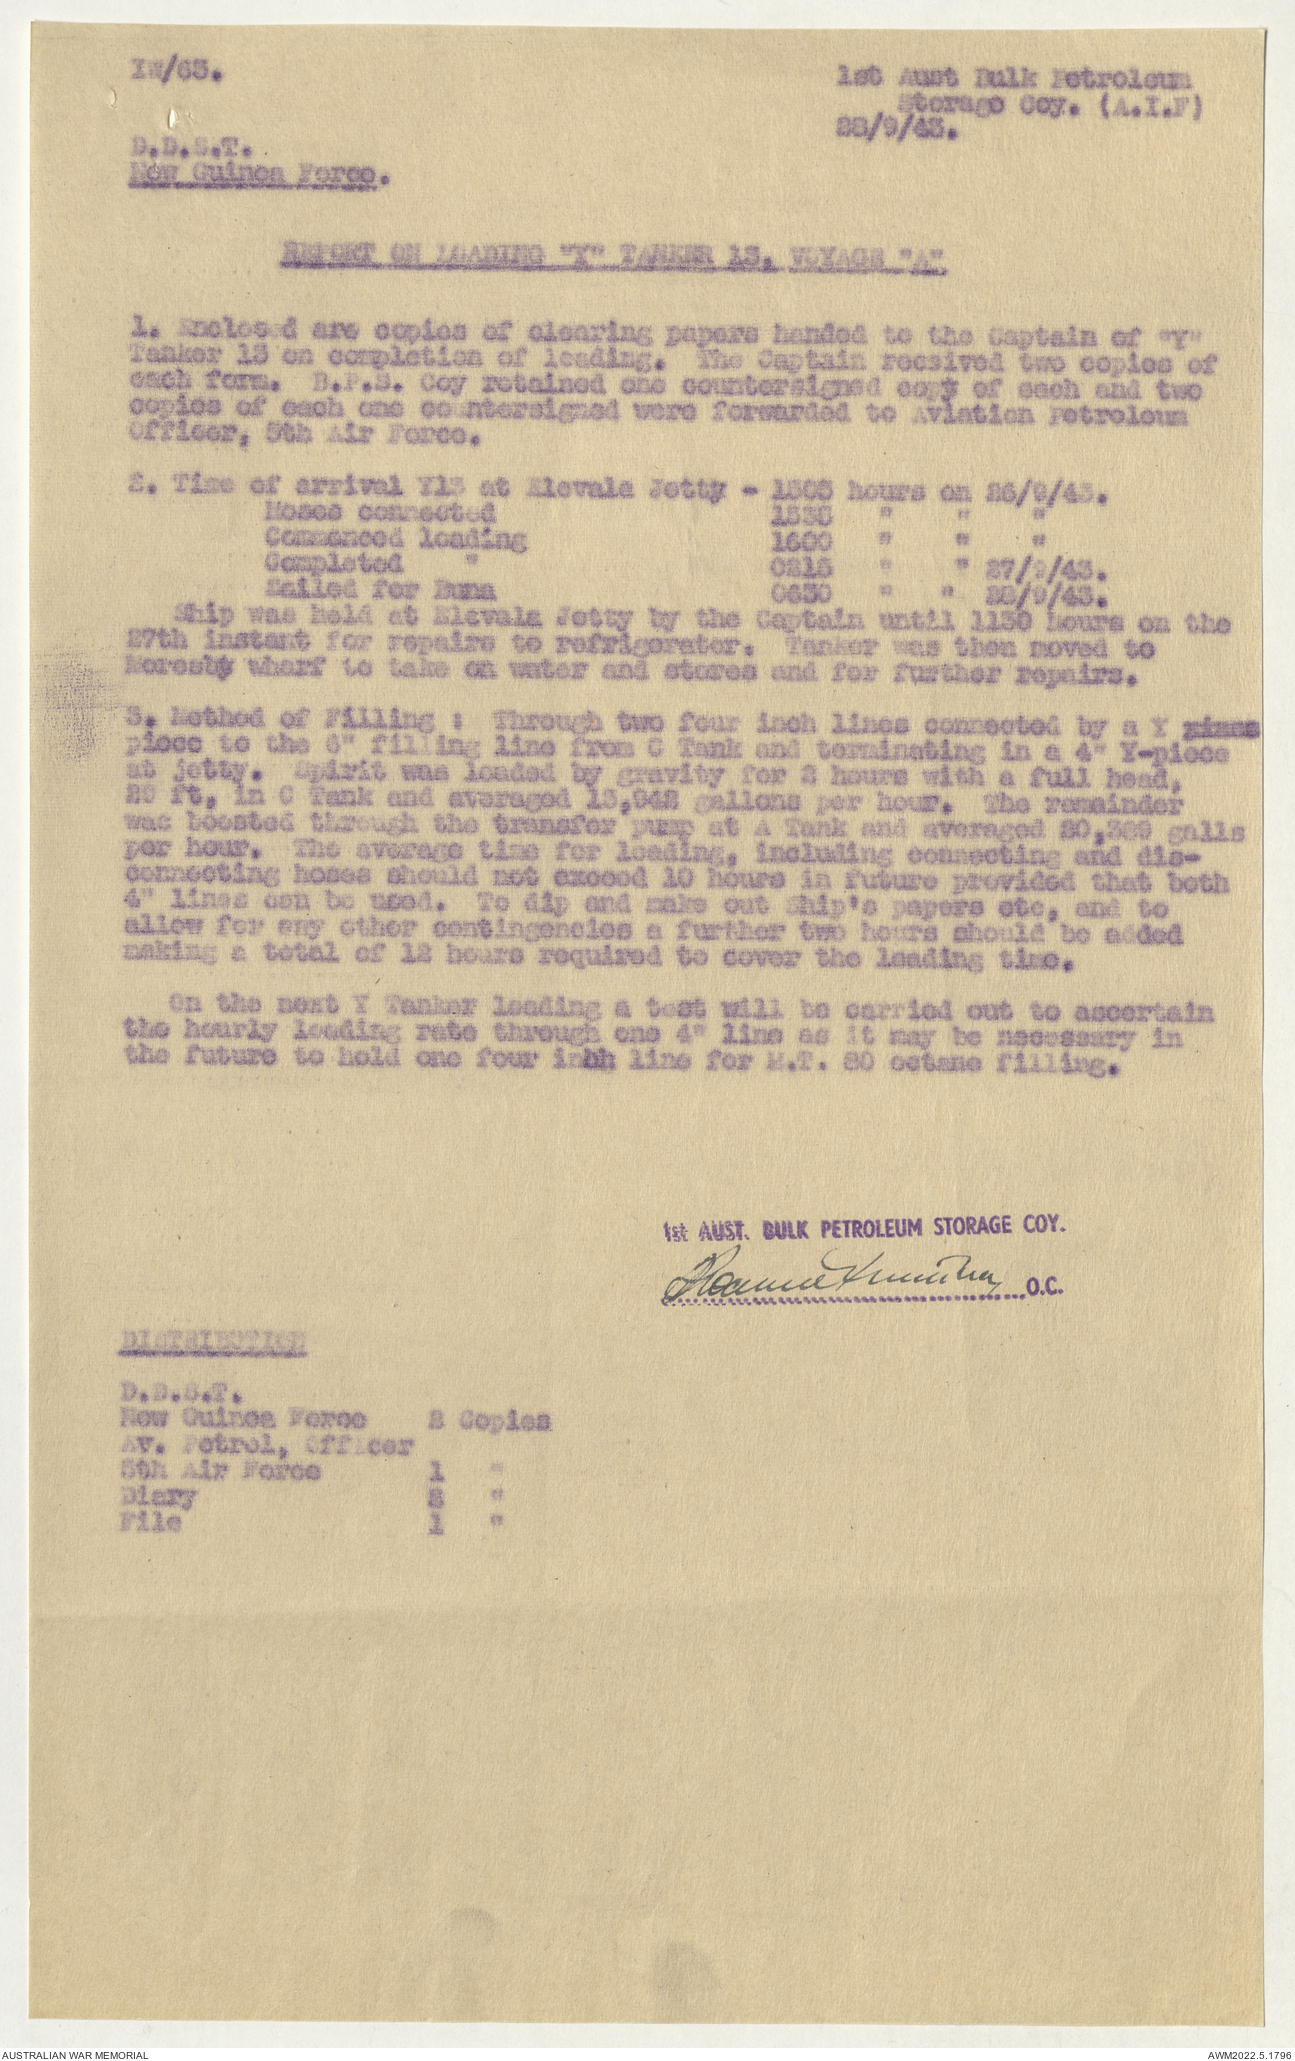 IW/63.
1st Aust Bulk Petroleum
Storage Coy. (A.I.F)
28/9/43.
D.D.S.T.
New Guinea Force.
REPORT ON LOADING "Y" TANKER 13, VOYAGE "A"
1. Enclosed are copies of clearing papers handed to the Captain of "Y"
Tanker 13 on completion of loading. The Captain received two copies of
each form. B.P.S. Coy retained one countersigned copy of each and two
copies of each one countersigned were forwarded to Aviation Petroleum
Officer, 5th Air Force.
2. Time of arrival Y13 at Elevala Jetty - 1505 hours on 26/9/43.
Hoses connected 1535 " " "
Commenced loading 1600 " " "
Completed " 0215 " " 27/9/43.
Sailed for Buna 0630 " " 28/9/43.
Ship was held at Elevala Jetty by the Captain until 1130 hours on the
27th instant for repairs to refrigerator. Tanker was then moved to
Moresby wharf to take on water and stores and for further repairs.
3. Method of Filling : Through two four inch lines connected by a Y
piece to the 6" filling line from C Tank and terminating in a 4" Y-piece
at jetty. Spirit was loaded by gravity for 2 hours with a full head,
29 ft, in C Tank and averaged 13,942 gallons per hour. The remainder
was boosted through the transfer pump at A Tank and averaged 20,389 galls
per hour. The average time for loading, including connecting and dis-
connecting hoses should not exceed 10 hours in future provided that both
4" lines can be used. To dip and make out Ship's papers etc, and to
allow for any other contingencies a further two hours should be added
making a total of 12 hours required to cover the loading time.
On the next Y Tanker loading a test will be carried out to ascertain
the hourly loading rate through one 4" line as it may be necessary in
the future to hold one four inhh line for M.T. 80 octane filling.
1st AUST. BULK PETROLEUM STORAGE COY.
O.C.
DISTRIBUTION
D.D.S.T.
New Guinea Force 2 Copies
Av. Petrol, Officer
5th Air Force 1 "
Diary 2 "
File 1 "
AUSTRALIAN WAR MEMORIAL
AWM2022.5.1796